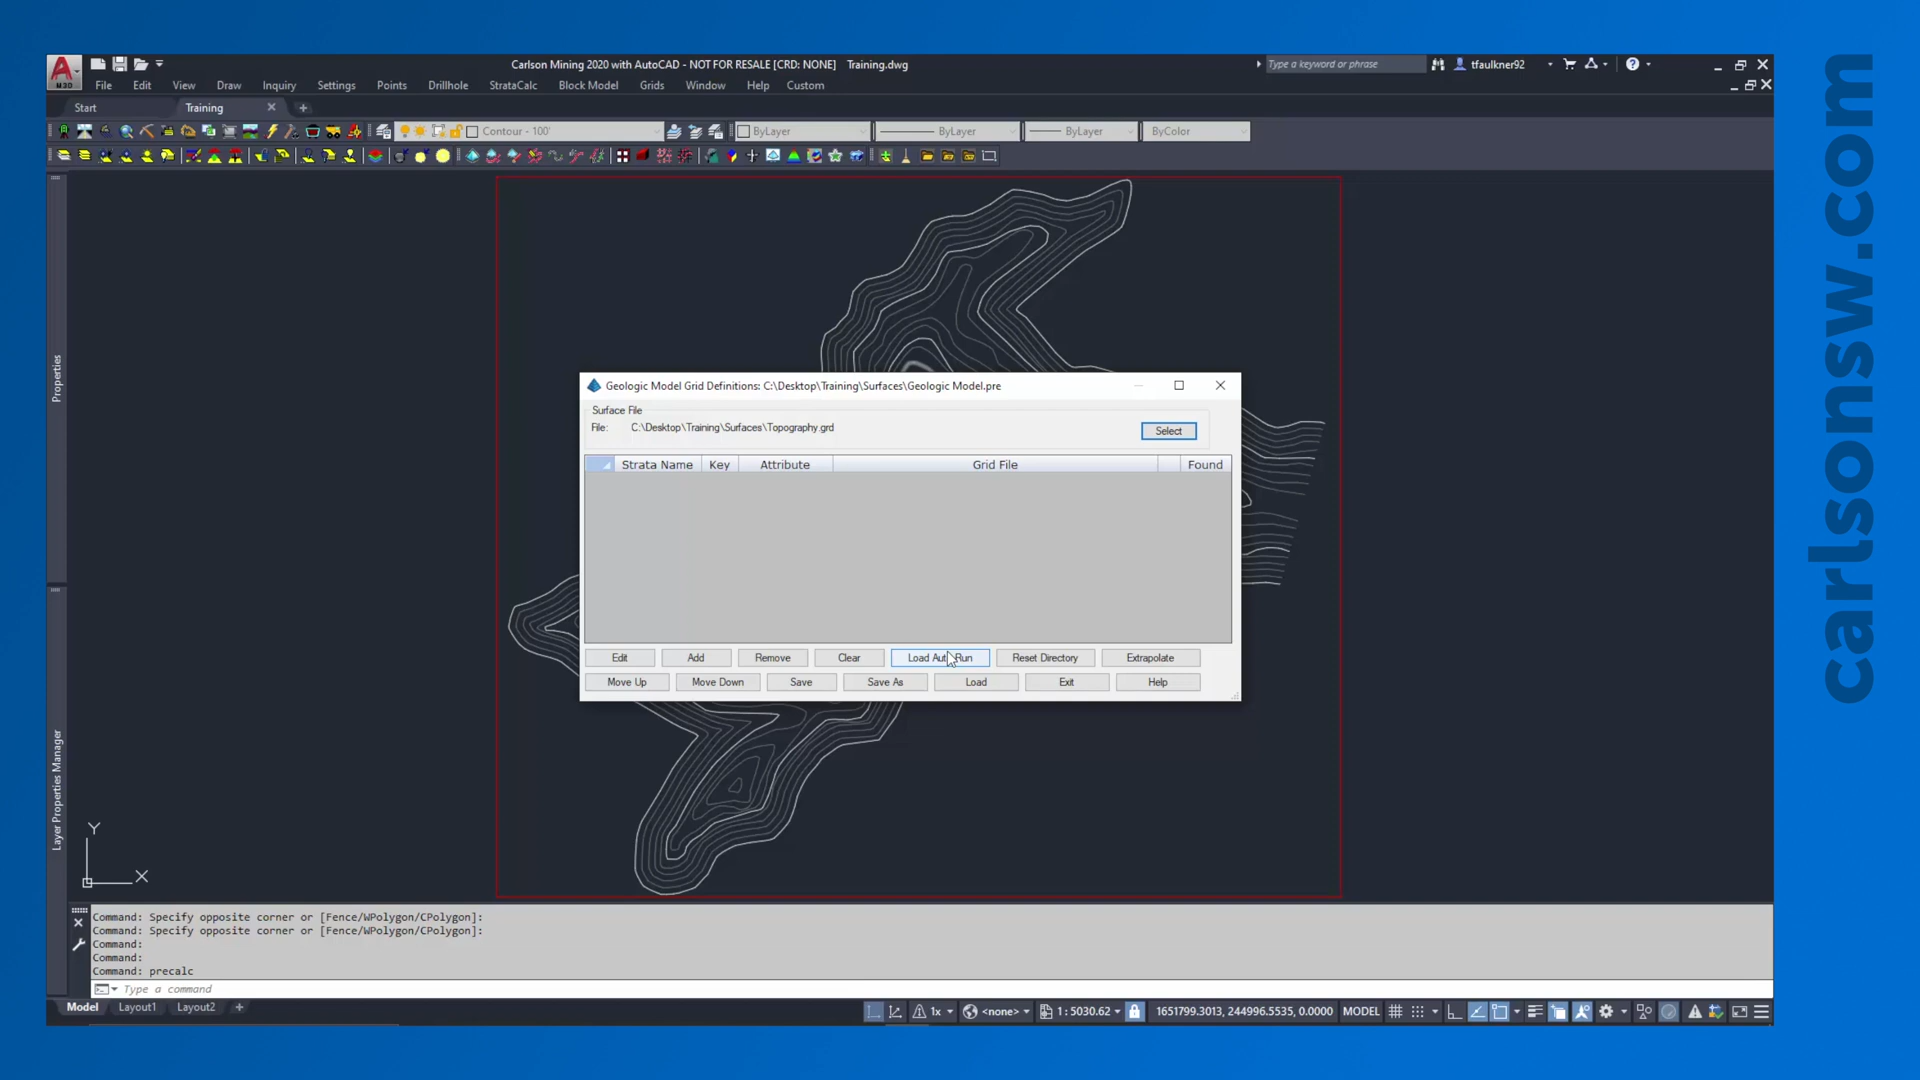 Carlson Mining 2020 with AutoCAD - NOT FOR RESALE [CRD: NONE] Training.dwg
Type a keyword or phrase
tfaulkner92
File Edit View Draw Inquiry Settings Points Drillhole StrataCalc Block Model Grids Window Help Custom
Start Training
Contour - 100' ByLayer ByLayer ByLayer ByColor
Properties
Layer Properties Manager
Geologic Model Grid Definitions: C:\Desktop\Training\Surfaces\Geologic Model.pre
Surface File
File: C:\Desktop\Training\Surfaces\Topography.grd
Select
Strata Name Key Attribute Grid File Found
Edit Add Remove Clear Load Auto Run Reset Directory Extrapolate
Move Up Move Down Save Save As Load Exit Help
Y
X
Command: Specify opposite corner or [Fence/WPolygon/CPolygon]:
Command: Specify opposite corner or [Fence/WPolygon/CPolygon]:
Command:
Command:
Command: precalc
Type a command
Model Layout1 Layout2
1x <none> 1 : 5030.62 1651799.3013, 244996.5535, 0.0000 MODEL
carlsonsw.com